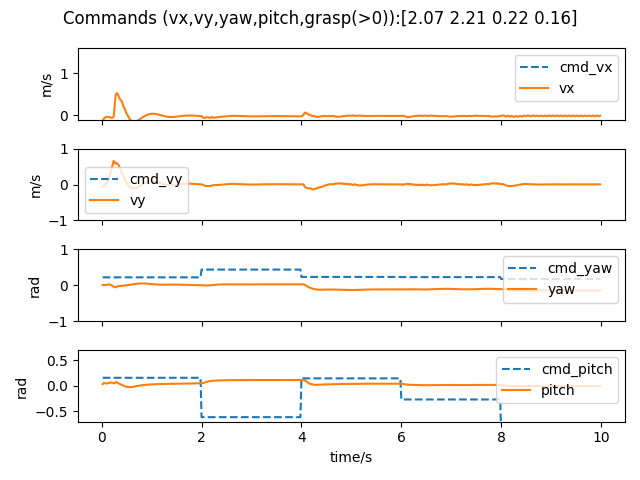 Commands (vx,vy,yaw,pitch,grasp(>0)):[2.07 2.21 0.22 0.16]
1
0
m/s
cmd_vx
vx
1
0
−1
m/s
cmd_vy
vy
1
0
−1
rad
cmd_yaw
yaw
0.5
0.0
−0.5
rad
cmd_pitch
pitch
0 2 4 6 8 10
time/s